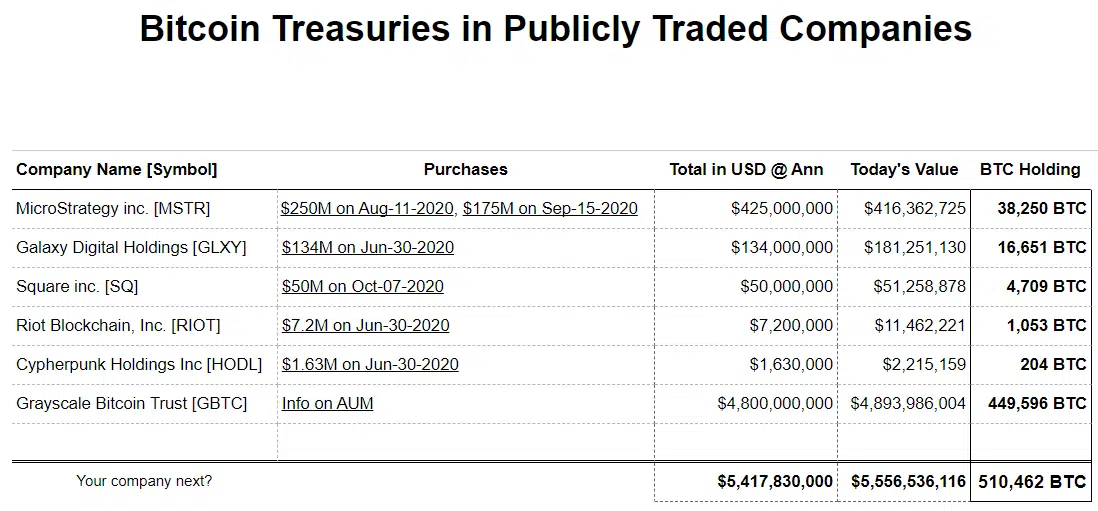 Bitcoin Treasuries in Publicly Traded Companies
Company Name [Symbol] Purchases Total in USD @ Ann Today's Value BTC Holding
MicroStrategy inc. [MSTR] $250M on Aug-11-2020, $175M on Sep-15-2020 $425,000,000 $416,362,725 38,250 BTC
Galaxy Digital Holdings [GLXY] $134M on Jun-30-2020 $134,000,000 $181,251,130 16,651 BTC
Square inc. [SQ] $50M on Oct-07-2020 $50,000,000 $51,258,878 4,709 BTC
Riot Blockchain, Inc. [RIOT] $7.2M on Jun-30-2020 $7,200,000 $11,462,221 1,053 BTC
Cypherpunk Holdings Inc [HODL] $1.63M on Jun-30-2020 $1,630,000 $2,215,159 204 BTC
Grayscale Bitcoin Trust [GBTC] Info on AUM $4,800,000,000 $4,893,986,004 449,596 BTC
Your company next? $5,417,830,000 $5,556,536,116 510,462 BTC